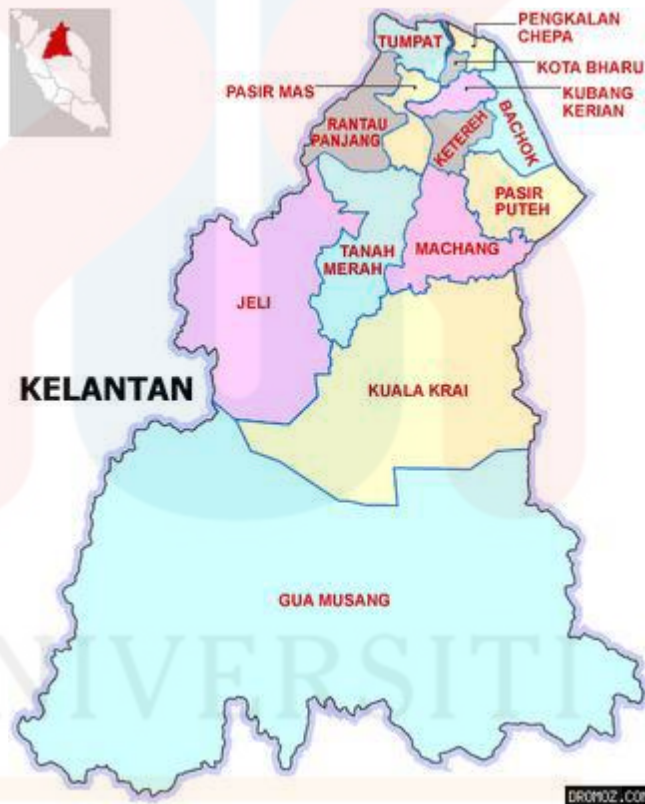 PENGKALAN
CHEPA
TUMPAT
KOTA BHARU
PASIR MAS
KUBANG
KERIAN
RANTAU
PANJANG
KETEREH
BACHOK
PASIR
PUTEH
TANAH
MERAH
MACHANG
JELI
KELANTAN
KUALA KRAI
GUA MUSANG
NIVERSITI
DROMOZ.COM